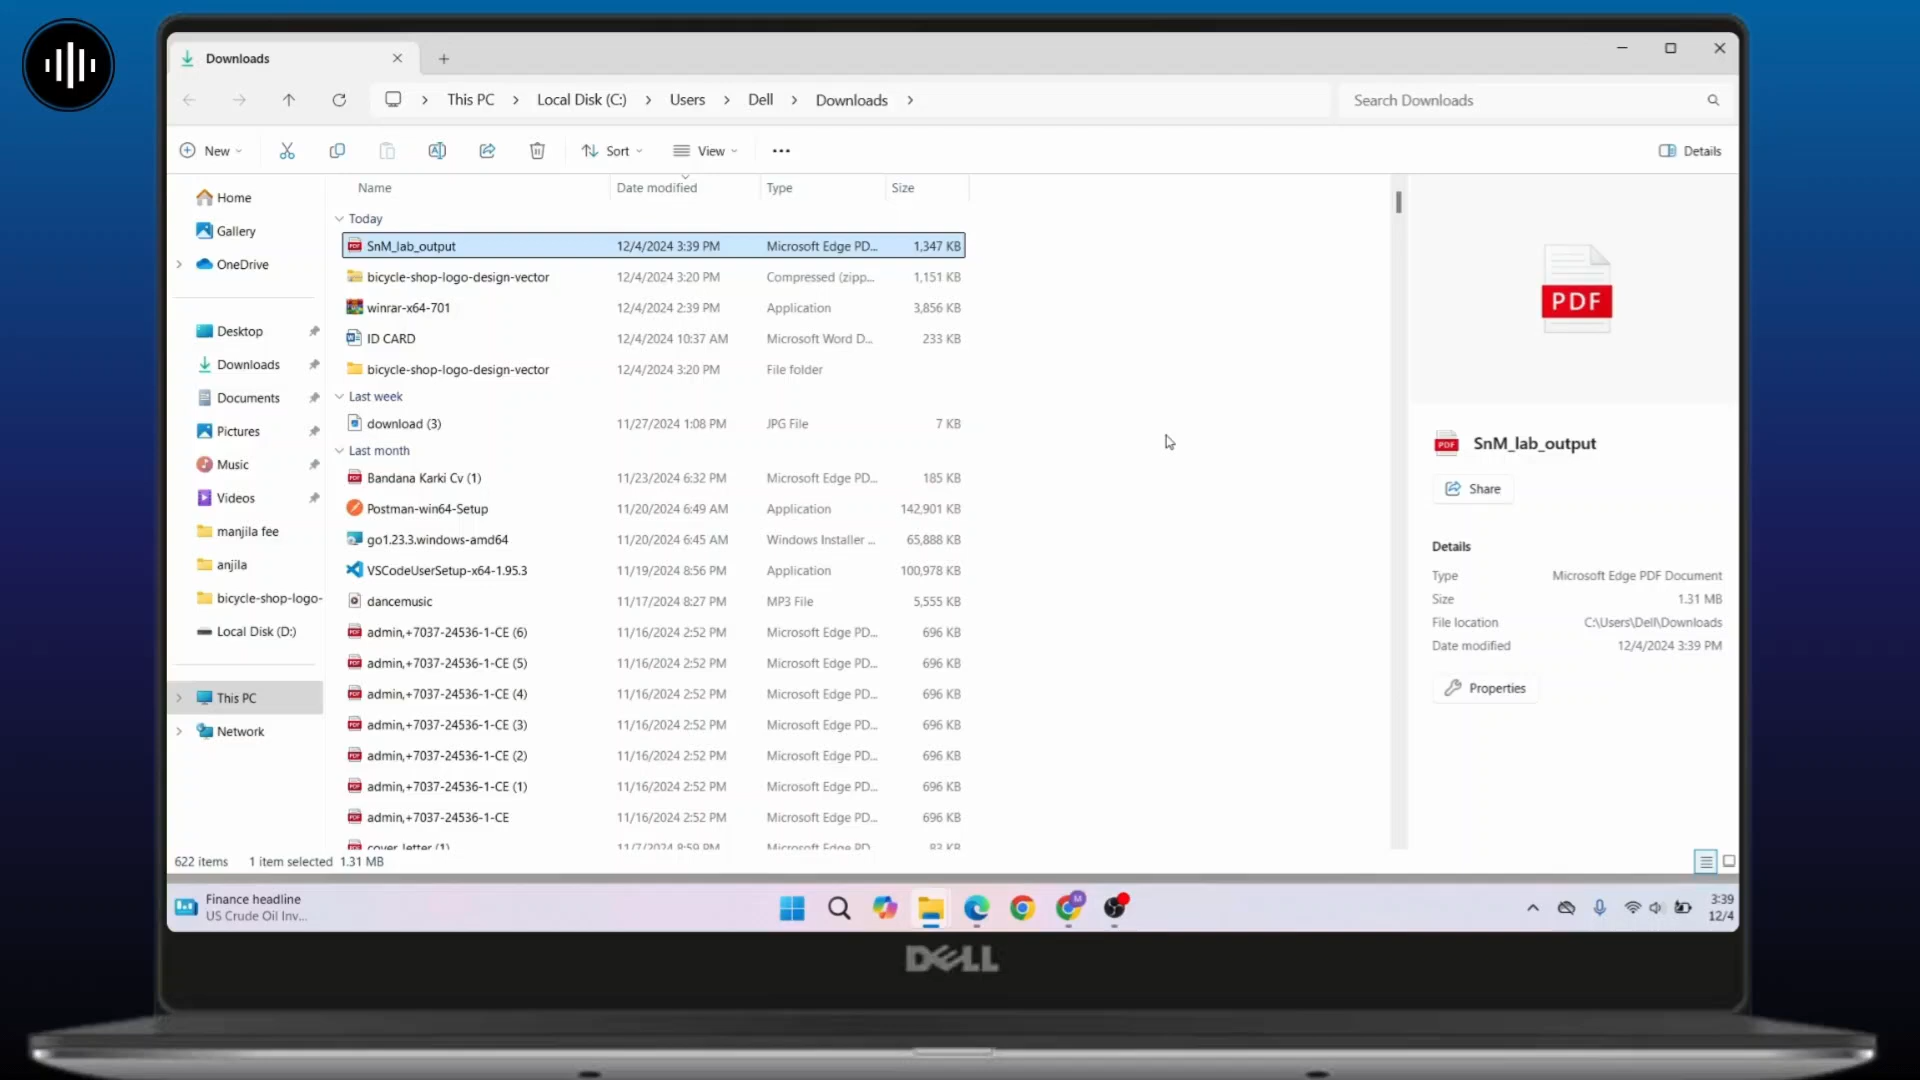 Downloads
This PC
Local Disk (C:)
Users
Dell
Downloads
Search Downloads
New
Sort
View
Details
Home
Gallery
OneDrive
Desktop
Downloads
Documents
Pictures
Music
Videos
manjila fee
anjila
bicycle-shop-logo-
Local Disk (D:)
This PC
Network
Name Date modified Type Size
Today
SnM_lab_output 12/4/2024 3:39 PM Microsoft Edge PD... 1,347 KB
bicycle-shop-logo-design-vector 12/4/2024 3:20 PM Compressed (zipp... 1,151 KB
winrar-x64-701 12/4/2024 2:39 PM Application 3,856 KB
ID CARD 12/4/2024 10:37 AM Microsoft Word D... 233 KB
bicycle-shop-logo-design-vector 12/4/2024 3:20 PM File folder
Last week
download (3) 11/27/2024 1:08 PM JPG File 7 KB
Last month
Bandana Karki Cv (1) 11/23/2024 6:32 PM Microsoft Edge PD... 185 KB
Postman-win64-Setup 11/20/2024 6:49 AM Application 142,901 KB
go1.23.3.windows-amd64 11/20/2024 6:45 AM Windows Installer ... 65,888 KB
VSCodeUserSetup-x64-1.95.3 11/19/2024 8:56 PM Application 100,978 KB
dancemusic 11/17/2024 8:27 PM MP3 File 5,555 KB
admin,+7037-24536-1-CE (6) 11/16/2024 2:52 PM Microsoft Edge PD... 696 KB
admin,+7037-24536-1-CE (5) 11/16/2024 2:52 PM Microsoft Edge PD... 696 KB
admin,+7037-24536-1-CE (4) 11/16/2024 2:52 PM Microsoft Edge PD... 696 KB
admin,+7037-24536-1-CE (3) 11/16/2024 2:52 PM Microsoft Edge PD... 696 KB
admin,+7037-24536-1-CE (2) 11/16/2024 2:52 PM Microsoft Edge PD... 696 KB
admin,+7037-24536-1-CE (1) 11/16/2024 2:52 PM Microsoft Edge PD... 696 KB
admin,+7037-24536-1-CE 11/16/2024 2:52 PM Microsoft Edge PD... 696 KB
cover_letter (1) 11/7/2024 8:59 PM Microsoft Edge PD... 83 KB
PDF
PDF SnM_lab_output
Share
Details
Type Microsoft Edge PDF Document
Size 1.31 MB
File location C:\Users\Dell\Downloads
Date modified 12/4/2024 3:39 PM
Properties
622 items 1 item selected 1.31 MB
Finance headline
US Crude Oil Inv...
M
3:39
12/4
DELL